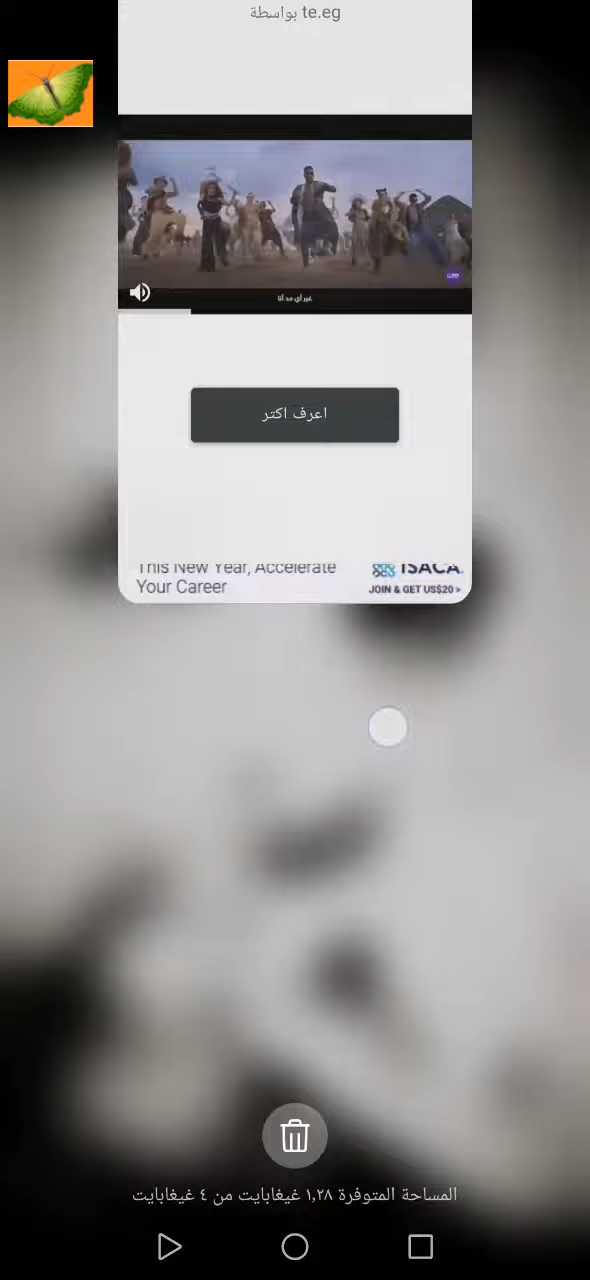 بواسطة te.eg
غير أي حد أنا
اعرف اكتر
This New Year, Accelerate
Your Career
ISACA.
JOIN & GET US$20 >
المساحة المتوفرة ١,٢٨ غيغابايت من ٤ غيغابايت